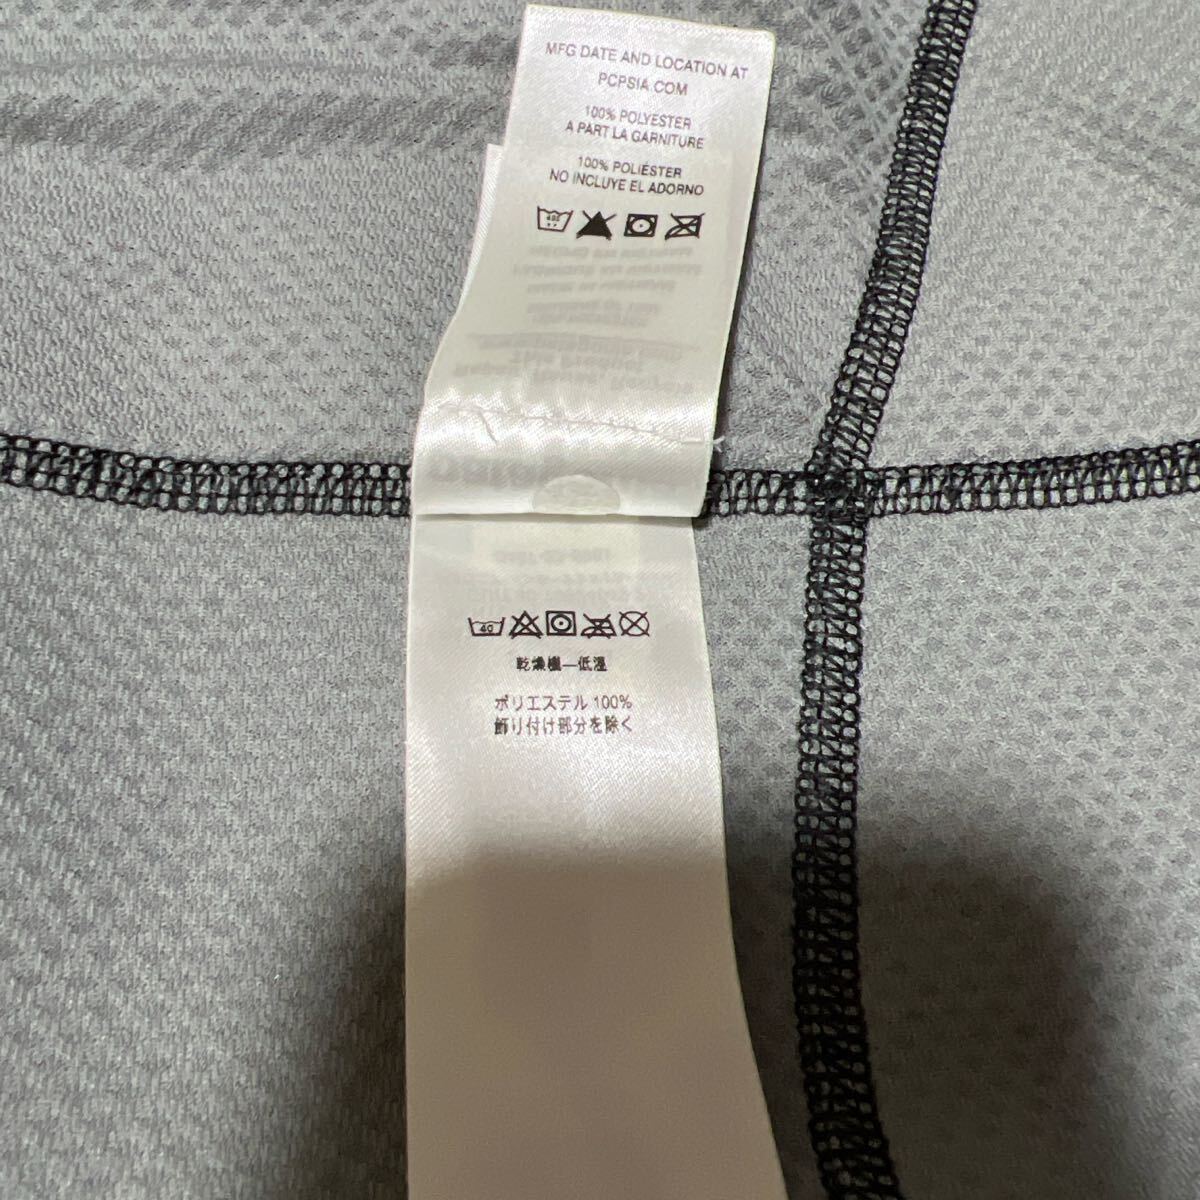 MFG DATE AND LOCATION AT
PCPSIA.COM
100% POLYESTER
A PART LA GARNITURE
100% POLIÉSTER
NO INCLUYE EL ADORNO
40
乾燥機—低温
ポリエステル 100%
飾り付け部分を除く